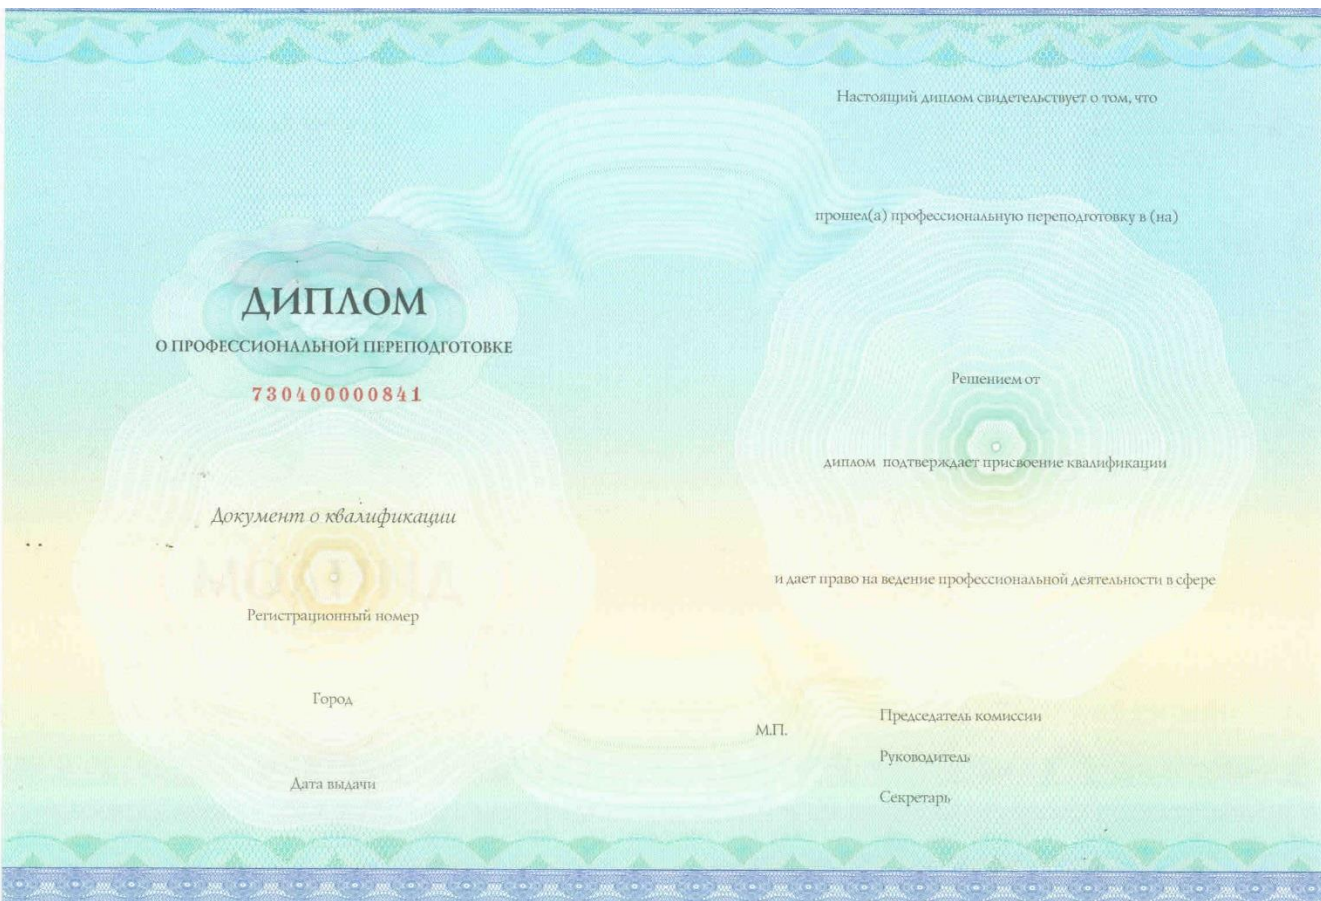 ДИПЛОМ
О ПРОФЕССИОНАЛЬНОЙ ПЕРЕПОДГОТОВКЕ
730400000841
Документ о квалификации
ДИПЛОМ
Регистрационный номер
Город
Дата выдачи
Настоящий диплом свидетельствует о том, что
прошел(а) профессиональную переподготовку в (на)
Решением от
диплом подтверждает присвоение квалификации
и дает право на ведение профессиональной деятельности в сфере
М.П.
Председатель комиссии
Руководитель
Секретарь